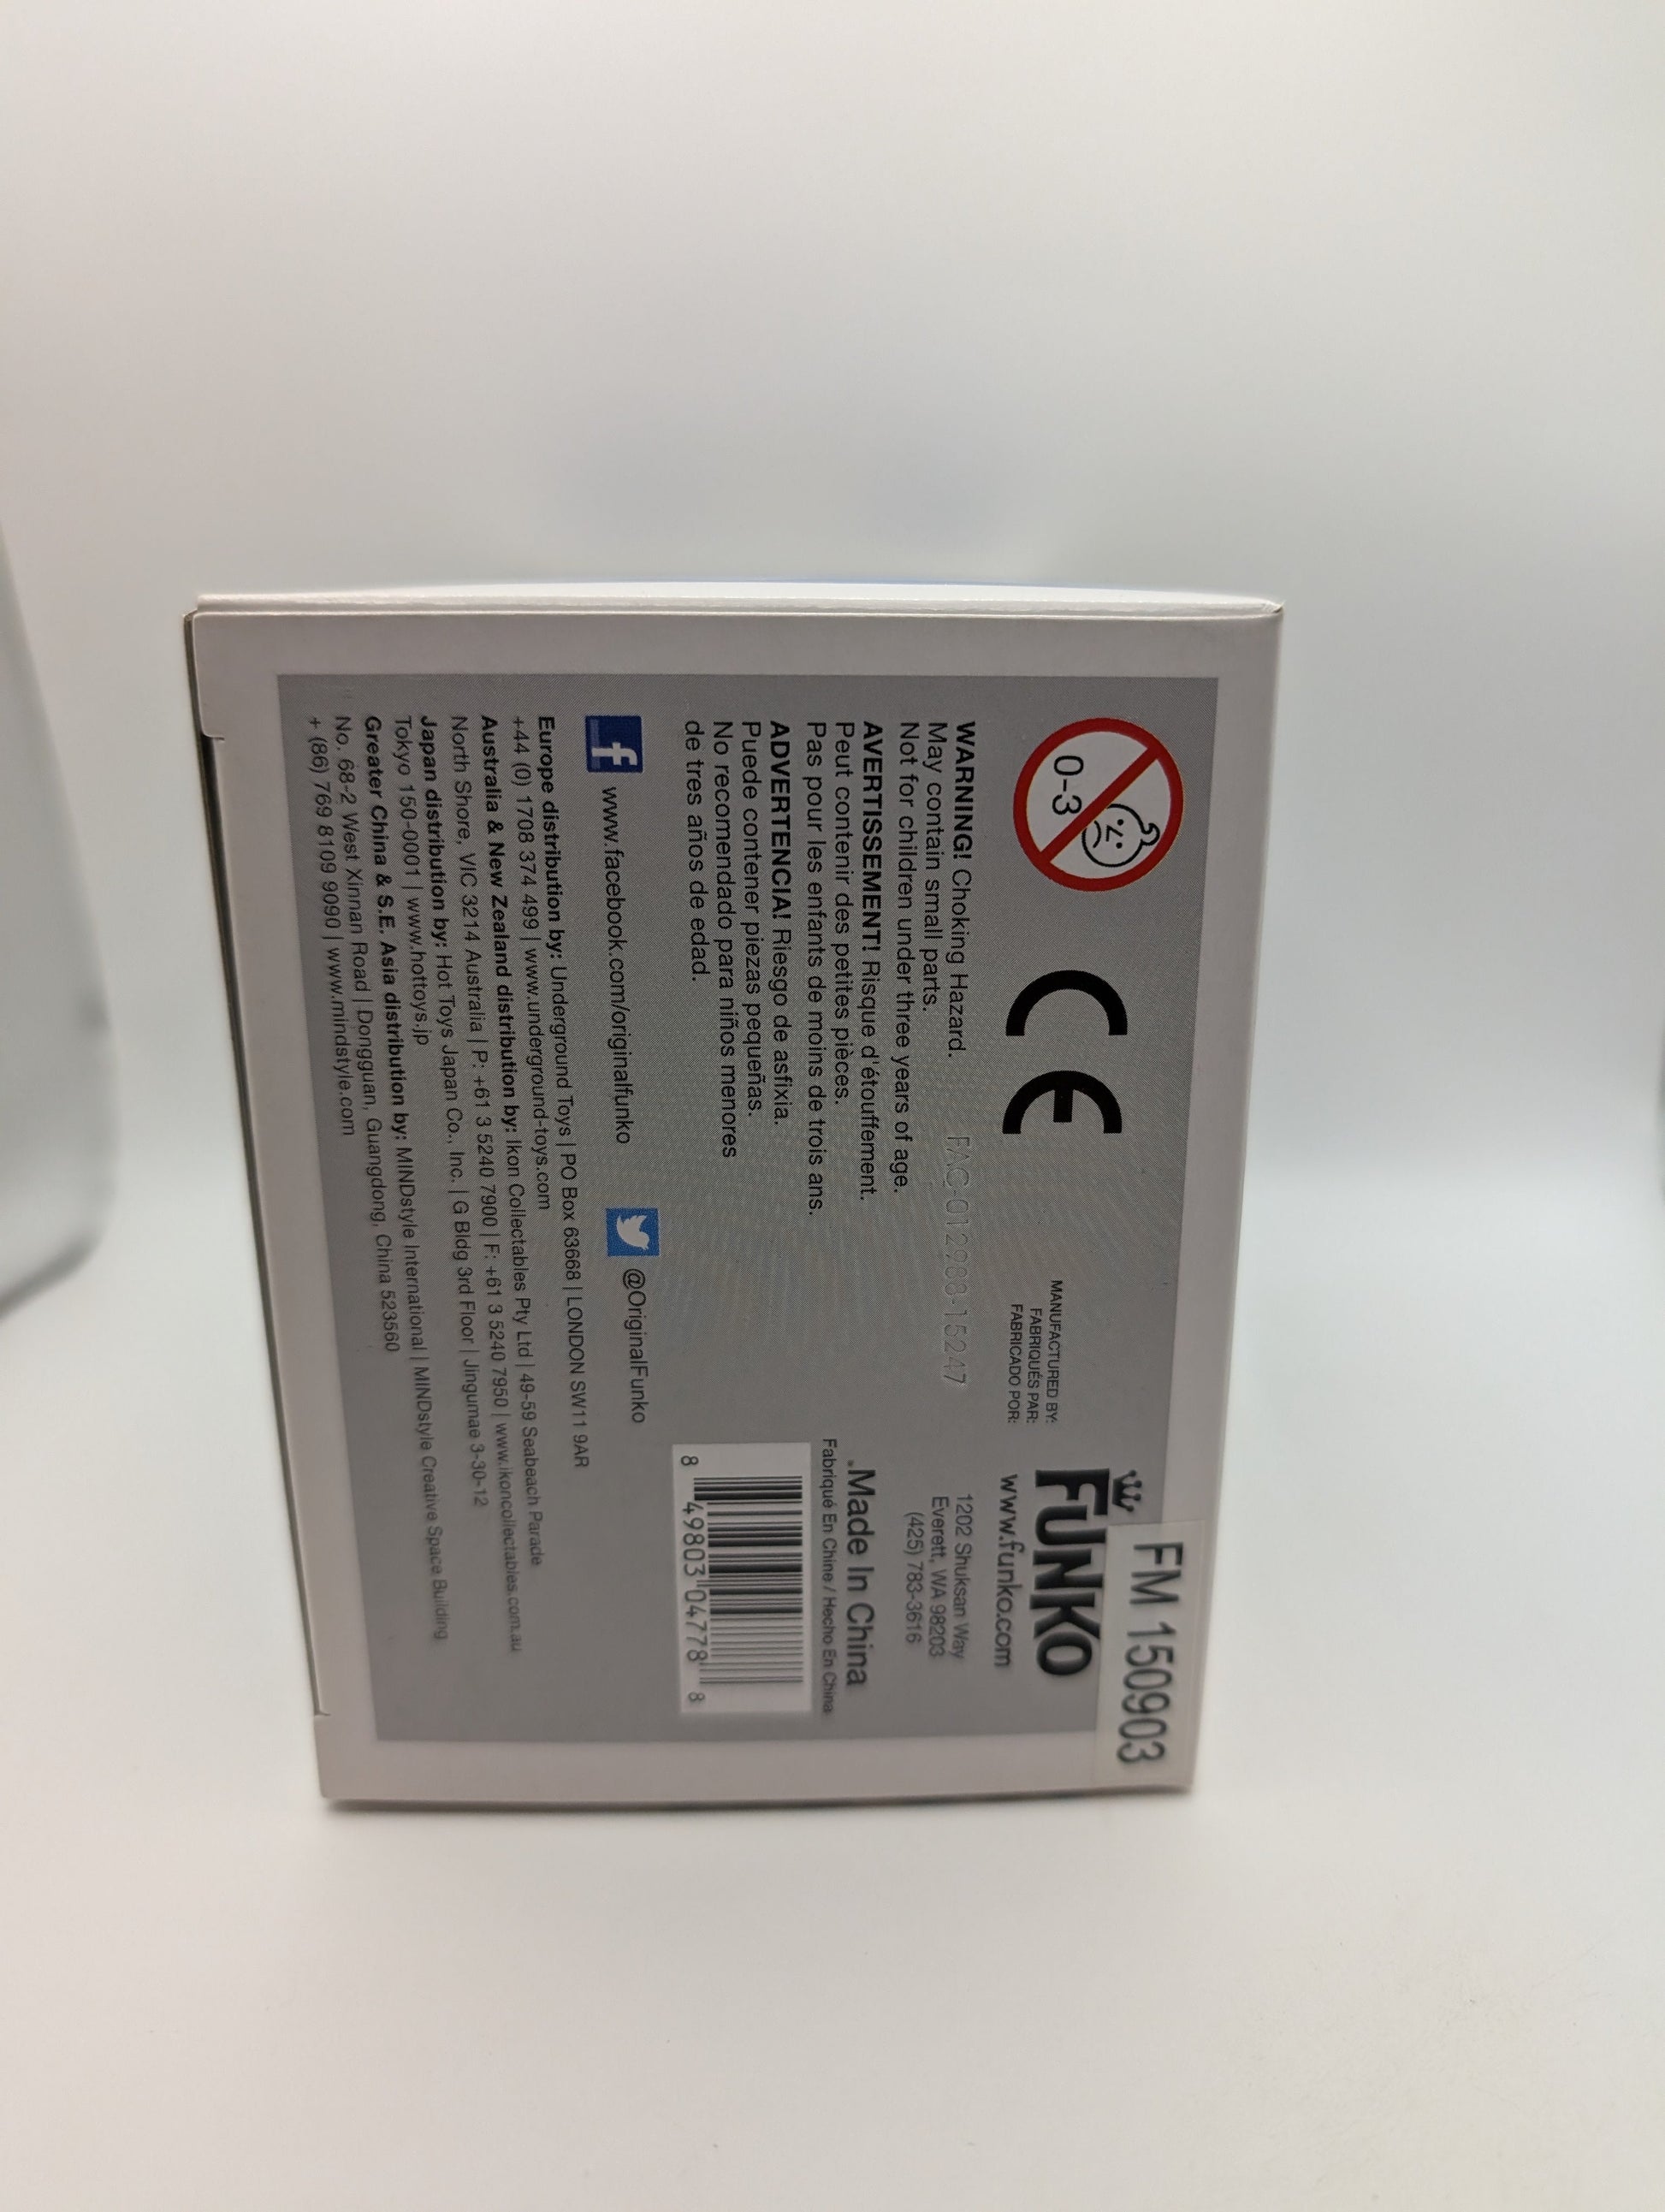 FM 150903
0-3
CE
MANUFACTURED BY:
FABRIQUÉS PAR:
FABRICADO POR:
FUNKO
www.funko.com
1202 Shuksan Way
Everett, WA 98203
(425) 783-3616
WARNING! Choking Hazard.
May contain small parts.
Not for children under three years of age.
FAC-012983-15247
AVERTISSEMENT! Risque d'étouffement.
Peut contenir des petites pièces.
Pas pour les enfants de moins de trois ans.
ADVERTENCIA! Riesgo de asfixia.
Puede contener piezas pequeñas.
No recomendado para niños menores
de tres años de edad.
Made In China
Fabriqué En Chine / Hecho En China
8 49803 04778 8
f www.facebook.com/originalfunko
@OriginalFunko
Europe distribution by: Underground Toys | PO Box 63668 | LONDON SW11 9AR
+44 (0) 1708 374 499 | www.underground-toys.com
Australia & New Zealand distribution by: Ikon Collectables Pty Ltd | 49-59 Seabeach Parade
North Shore, VIC 3214 Australia | P: +61 3 5240 7900 | F: +61 3 5240 7950 | www.ikoncollectables.com.au
Japan distribution by: Hot Toys Japan Co., Inc. | G Bldg 3rd Floor | Jingumae 3-30-12
Tokyo 150-0001 | www.hottoys.jp
Greater China & S.E. Asia distribution by: MINDstyle International | MINDstyle Creative Space Building
No. 68-2 West Xinnan Road | Dongguan, Guangdong, China 523560
+ (86) 769 8109 9090 | www.mindstyle.com